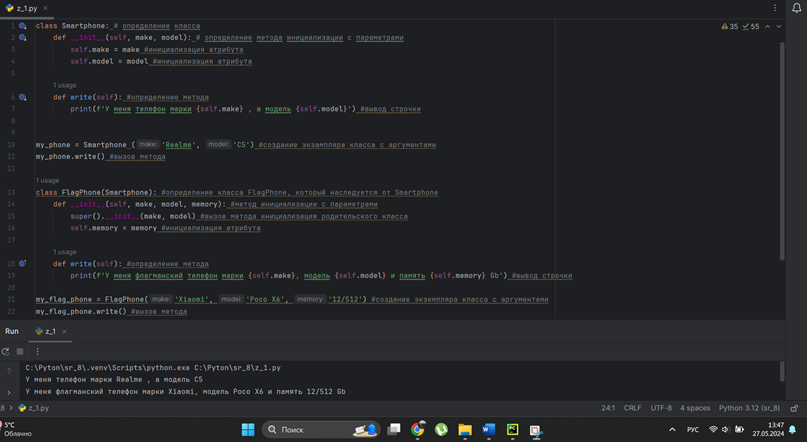 z_1.py
35 55
1 class Smartphone: # определение класса
2 def __init__(self, make, model): # определение метода инициализации с параметрами
3 self.make = make #инициализация атрибута
4 self.model = model #инициализация атрибута
5
1 usage
6 def write(self): #определение метода
7 print(f'У меня телефон марки {self.make} , а модель {self.model}') #вывод строчки
8
9
10 my_phone = Smartphone ( make: 'Realme', model: 'C5') #создание экзампляра класса с аргументами
11 my_phone.write() #вызов метода
12
1 usage
13 class FlagPhone(Smartphone): #определение класса FlagPhone, который наследуется от Smartphone
14 def __init__(self, make, model, memory): #метод инициализации с параметрами
15 super().__init__(make, model) #вызов метода инициализация родительского класса
16 self.memory = memory #инициализация атрибута
17
1 usage
18 def write(self): #определение метода
19 print(f'У меня флагманский телефон марки {self.make}, модель {self.model} и память {self.memory} Gb') #вывод строчки
20
21 my_flag_phone = FlagPhone( make: 'Xiaomi', model: 'Poco X6', memory: '12/512') #создание экземпляра класса с аргументами
22 my_flag_phone.write() #вызов метода
Run z_1
C:\Pyton\sr_8\.venv\Scripts\python.exe C:\Pyton\sr_8\z_1.py
У меня телефон марки Realme , а модель C5
У меня флагманский телефон марки Xiaomi, модель Poco X6 и память 12/512 Gb
_8 > z_1.py 24:1 CRLF UTF-8 4 spaces Python 3.12 (sr_8)
5°C
Облачно
Поиск
РУС
13:47
27.05.2024